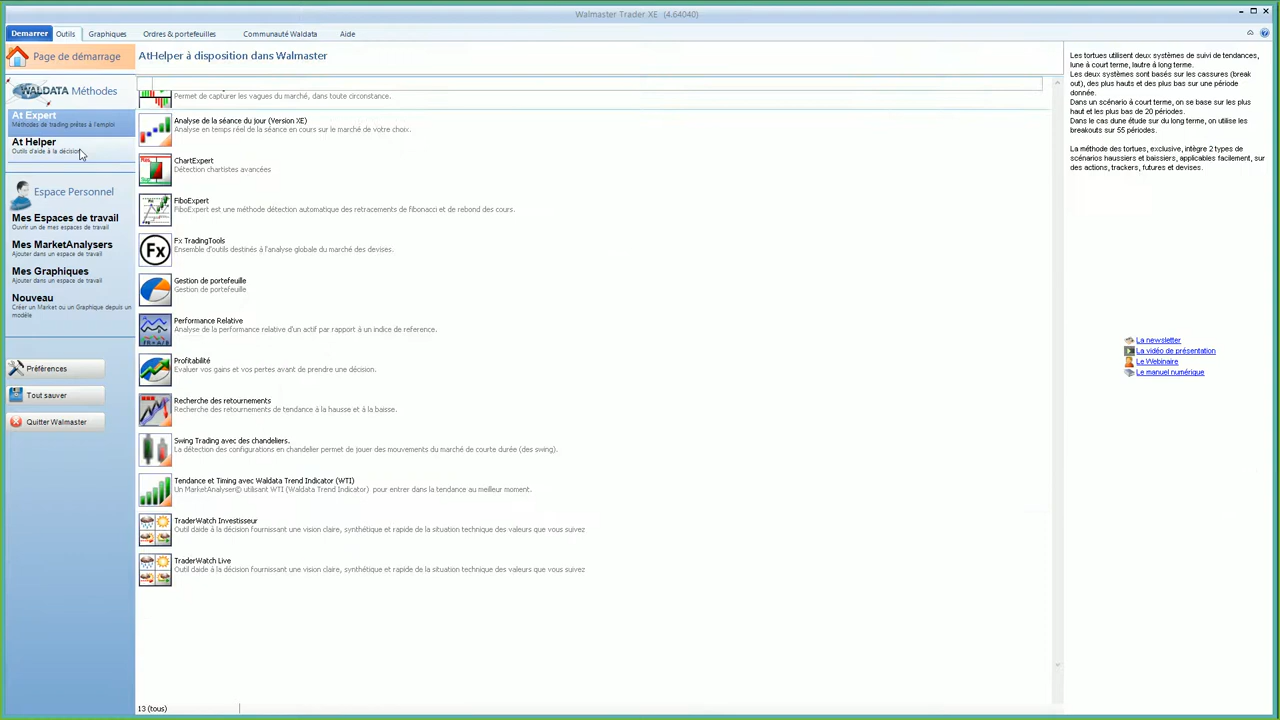 Walmaster Trader XE (4.64040)
Demarrer Outils Graphiques Ordres & portefeuilles Communauté Waldata Aide
Page de démarrage
WALDATA Méthodes
At Expert
Méthodes de trading prêtes à l'emploi
At Helper
Outils d'aide à la décision
Espace Personnel
Mes Espaces de travail
Ouvrir un de mes espaces de travail
Mes MarketAnalysers
Ajouter dans un espace de travail
Mes Graphiques
Ajouter dans un espace de travail
Nouveau
Créer un Market ou un Graphique depuis un
modèle
Préférences
Tout sauver
Quitter Walmaster
AtHelper à disposition dans Walmaster
Permet de capturer les vagues du marché, dans toute circonstance.
Analyse de la séance du jour (Version XE)
Analyse en temps réel de la séance en cours sur le marché de votre choix.
Res.
ChartExpert
Détection chartistes avancées
FiboExpert
FiboExpert est une méthode détection automatique des retracements de fibonacci et de rebond des cours.
Fx
Fx TradingTools
Ensemble d'outils destinés à l'analyse globale du marché des devises.
Gestion de portefeuille
Gestion de portefeuille
Performance Relative
Analyse de la performance relative d'un actif par rapport à un indice de reference.
Profitabilité
Evaluer vos gains et vos pertes avant de prendre une décision.
Recherche des retournements
Recherche des retournements de tendance à la hausse et à la baisse.
Swing Trading avec des chandeliers.
La détection des configurations en chandelier permet de jouer des mouvements du marché de courte durée (des swing).
Tendance et Timing avec Waldata Trend Indicator (WTI)
Un MarketAnalyser© utilisant WTI (Waldata Trend Indicator) pour entrer dans la tendance au meilleur moment.
TraderWatch Investisseur
Outil daide à la décision fournissant une vision claire, synthétique et rapide de la situation technique des valeurs que vous suivez
TraderWatch Live
Outil daide à la décision fournissant une vision claire, synthétique et rapide de la situation technique des valeurs que vous suivez
13 (tous)
Les tortues utilisent deux systèmes de suivi de tendances,
lune à court terme, lautre à long terme.
Les deux systèmes sont basés sur les cassures (break
out), des plus hauts et des plus bas sur une période
donnée.
Dans un scénario à court terme, on se base sur les plus
haut et les plus bas de 20 périodes.
Dans le cas dune étude sur du long terme, on utilise les
breakouts sur 55 périodes.
La méthode des tortues, exclusive, intègre 2 types de
scénarios haussiers et baissiers, applicables facilement, sur
des actions, trackers, futures et devises.
La newsletter
La vidéo de présentation
Le Webinaire
Le manuel numérique